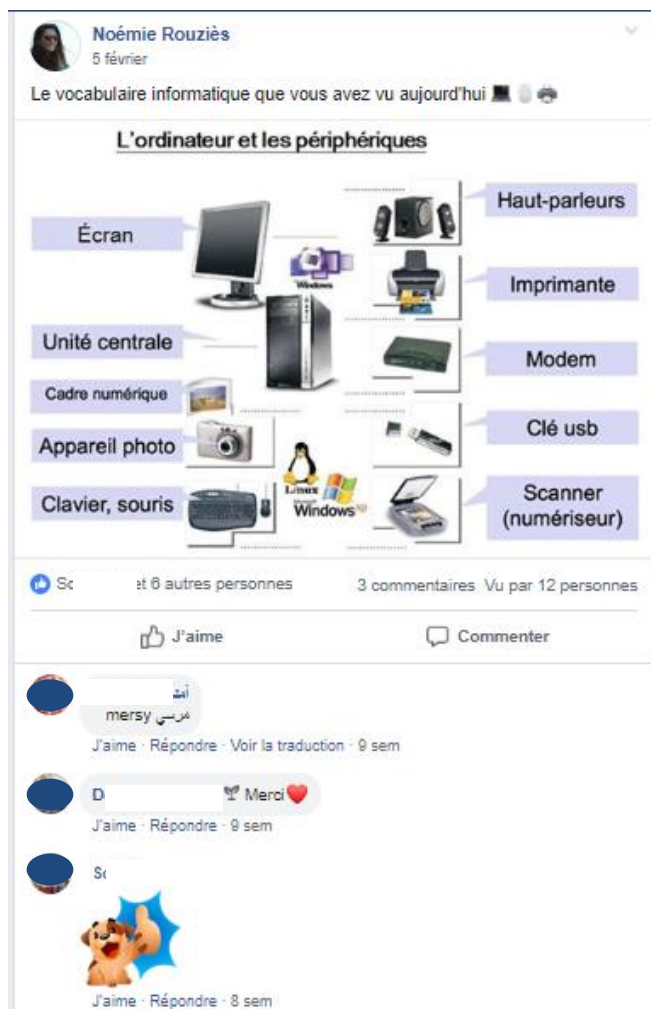 Noémie Rouziès
5 février
Le vocabulaire informatique que vous avez vu aujourd'hui 💻 🖱️ 🖨️
L'ordinateur et les périphériques
Écran
Haut-parleurs
Windows
Imprimante
Unité centrale
Modem
Cadre numérique
Appareil photo
Clé usb
Clavier, souris
Linux
Microsoft
Windows xp
Scanner
(numériseur)
et 6 autres personnes
3 commentaires Vu par 12 personnes
J'aime
Commenter
مرسي mersy
J'aime · Répondre · Voir la traduction · 9 sem
D
Merci❤️
J'aime · Répondre · 9 sem
J'aime · Répondre · 8 sem